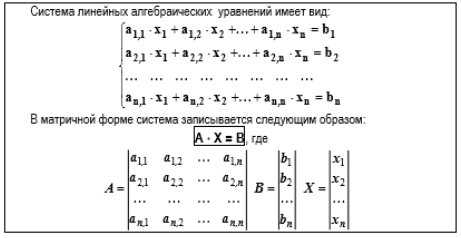 Система линейных алгебраических уравнений имеет вид:
a1,1 · x1 + a1,2 · x2 +...+ a1,n · xn = b1
a2,1 · x1 + a2,2 · x2 +...+ a2,n · xn = b2
... ... ... ... ... ... ...
an,1 · x1 + an,2 · x2 +...+ an,n · xn = bn
В матричной форме система записывается следующим образом:
A · X = B, где
A = |a1,1 a1,2 ... a1,n| B = |b1| X = |x1|
|a2,1 a2,2 ... a2,n| |b2| |x2|
|... ... ... ...| |...| |...|
|an,1 an,2 ... an,n| |bn| |xn|